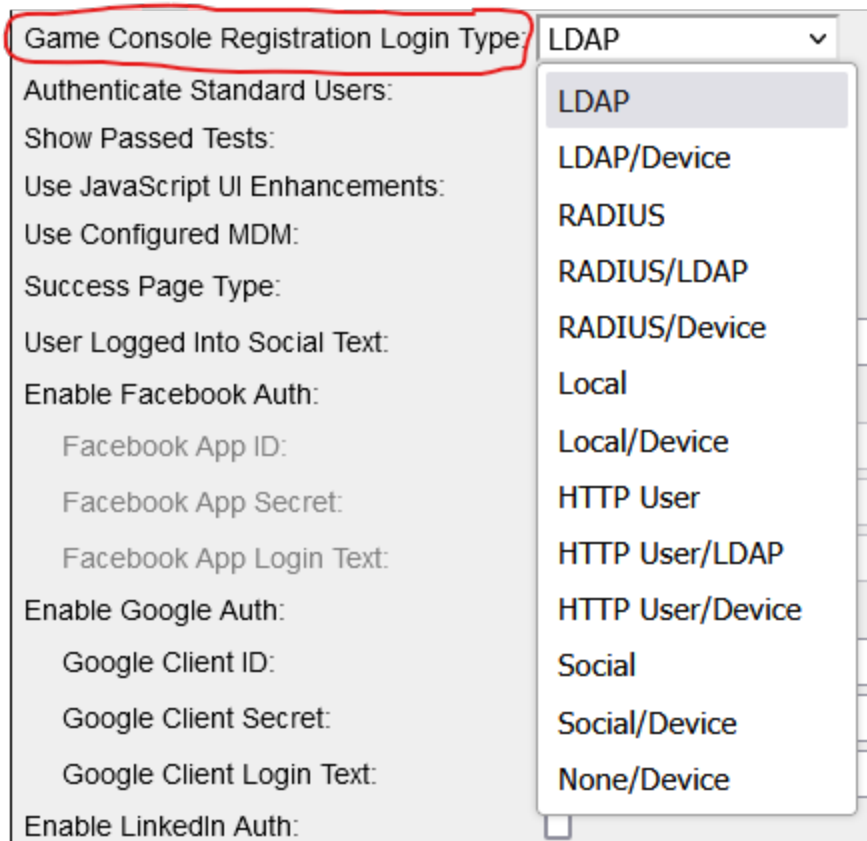 Game Console Registration Login Type: LDAP
Authenticate Standard Users:
Show Passed Tests:
Use JavaScript UI Enhancements:
Use Configured MDM:
Success Page Type:
User Logged Into Social Text:
Enable Facebook Auth:
Facebook App ID:
Facebook App Secret:
Facebook App Login Text:
Enable Google Auth:
Google Client ID:
Google Client Secret:
Google Client Login Text:
Enable LinkedIn Auth:
LDAP
LDAP/Device
RADIUS
RADIUS/LDAP
RADIUS/Device
Local
Local/Device
HTTP User
HTTP User/LDAP
HTTP User/Device
Social
Social/Device
None/Device